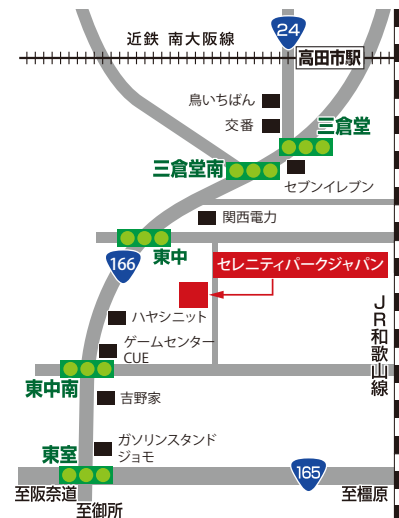 24
近鉄 南大阪線
高田市駅
鳥いちばん
交番
三倉堂
三倉堂南
セブンイレブン
関西電力
東中
166
セレニティパークジャパン
ハヤシニット
JR和歌山線
ゲームセンター
CUE
東中南
吉野家
ガソリンスタンド
ジョモ
東室
165
至阪奈道
至橿原
至御所